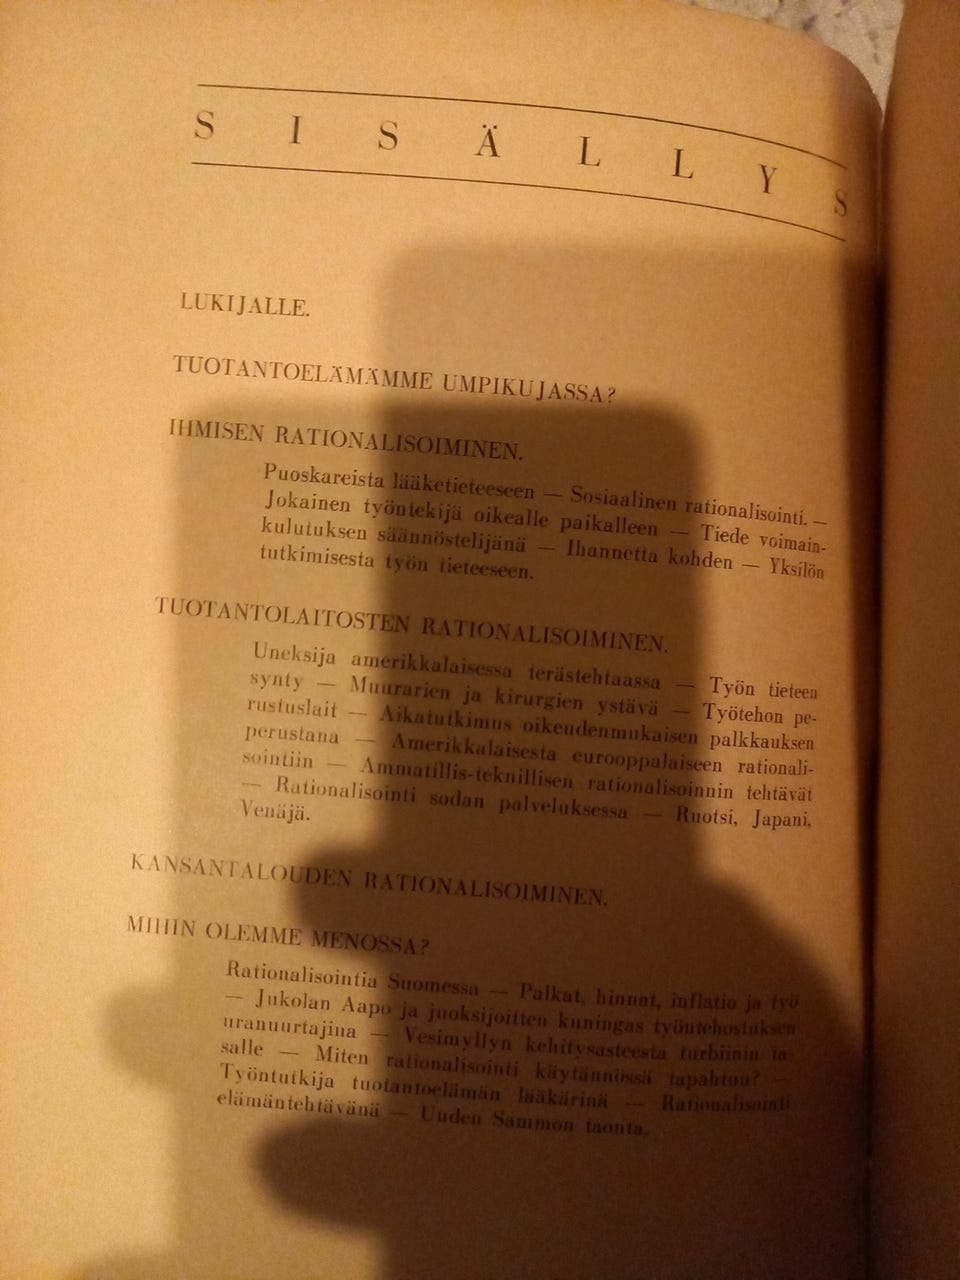 SISÄLLYS
LUKIJALLE.
TUOTANTOELÄMÄMME UMPIKUJASSA?
IHMISEN RATIONALISOIMINEN.
Puoskareista lääketieteeseen — Sosiaalinen rationalisointi. —
Jokainen työntekijä oikealle paikalleen — Tiede voimain-
kulutuksen säännöstelijänä — Ihannetta kohden — Yksilön
tutkimisesta työn tieteeseen.
TUOTANTOLAITOSTEN RATIONALISOIMINEN.
Uneksija amerikkalaisessa terästehtaassa — Työn tieteen
synty — Muurarien ja kirurgien ystävä — Työtehon pe-
rustuslait — Aikatutkimus oikeudenmukaisen palkkauksen
perustana — Amerikkalaisesta eurooppalaiseen rationali-
sointiin — Ammatillis-teknillisen rationalisoinnin tehtävät
— Rationalisointi sodan palveluksessa — Ruotsi, Japani,
Venäjä.
KANSANTALOUDEN RATIONALISOIMINEN.
MIHIN OLEMME MENOSSA?
Rationalisointia Suomessa — Palkat, hinnat, inflatio ja työ
— Jukolan Aapo ja juoksijoitten kuningas työntehostuksen
uranuurtajina — Vesimyllyn kehitysasteesta turbiinin ta-
salle — Miten rationalisointi käytännössä tapahtuu? —
Työntutkija tuotantoelämän lääkärinä — Rationalisointi
elämäntehtävänä — Uuden Sammon taonta.